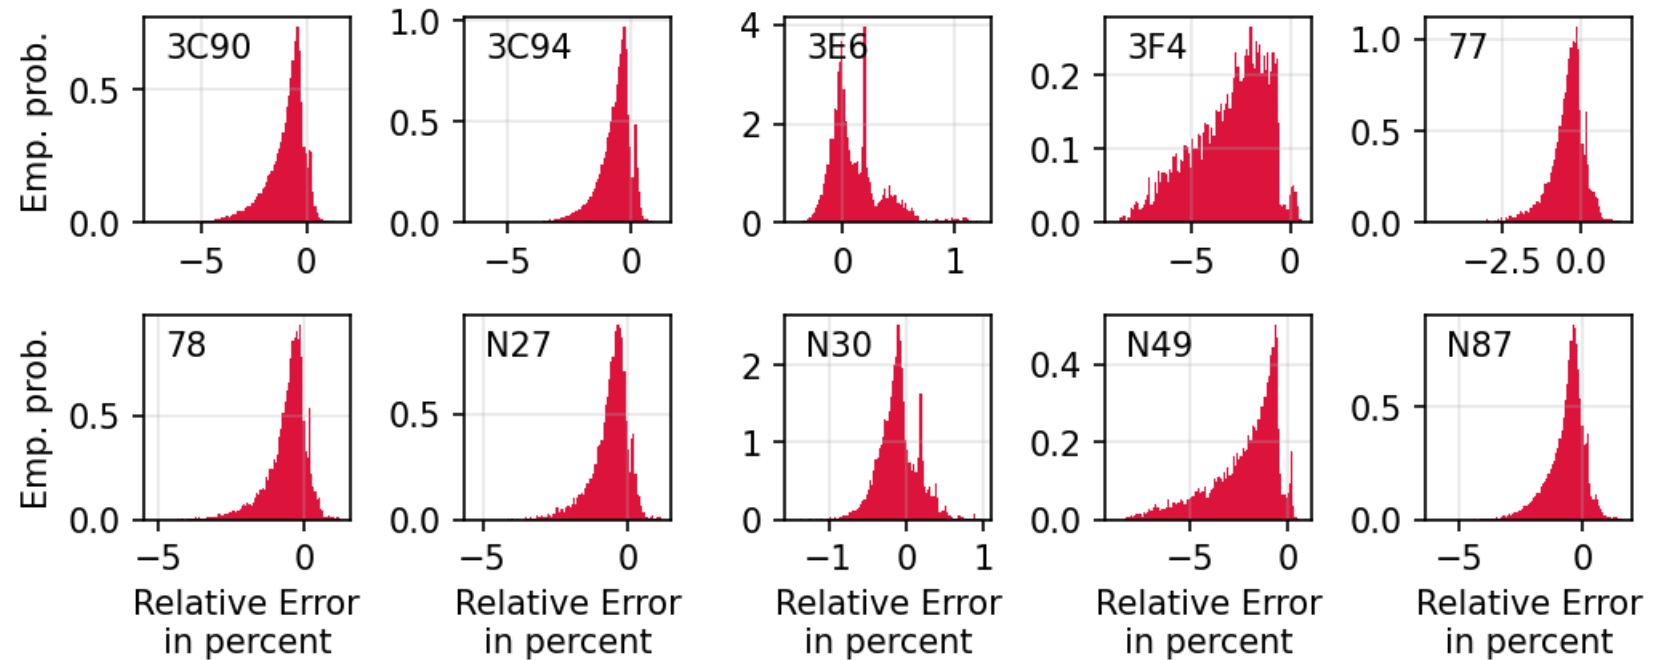 Emp. prob.
0.5
0.0
3C90
−5 0
1.0
0.5
0.0
3C94
−5 0
4
2
0
3E6
0 1
0.2
0.1
0.0
3F4
−5 0
1.0
0.5
0.0
77
−2.5 0.0
Emp. prob.
0.5
0.0
78
−5 0
Relative Error
in percent
0.5
0.0
N27
−5 0
Relative Error
in percent
2
1
0
N30
−1 0 1
Relative Error
in percent
0.4
0.2
0.0
N49
−5 0
Relative Error
in percent
0.5
0.0
N87
−5 0
Relative Error
in percent